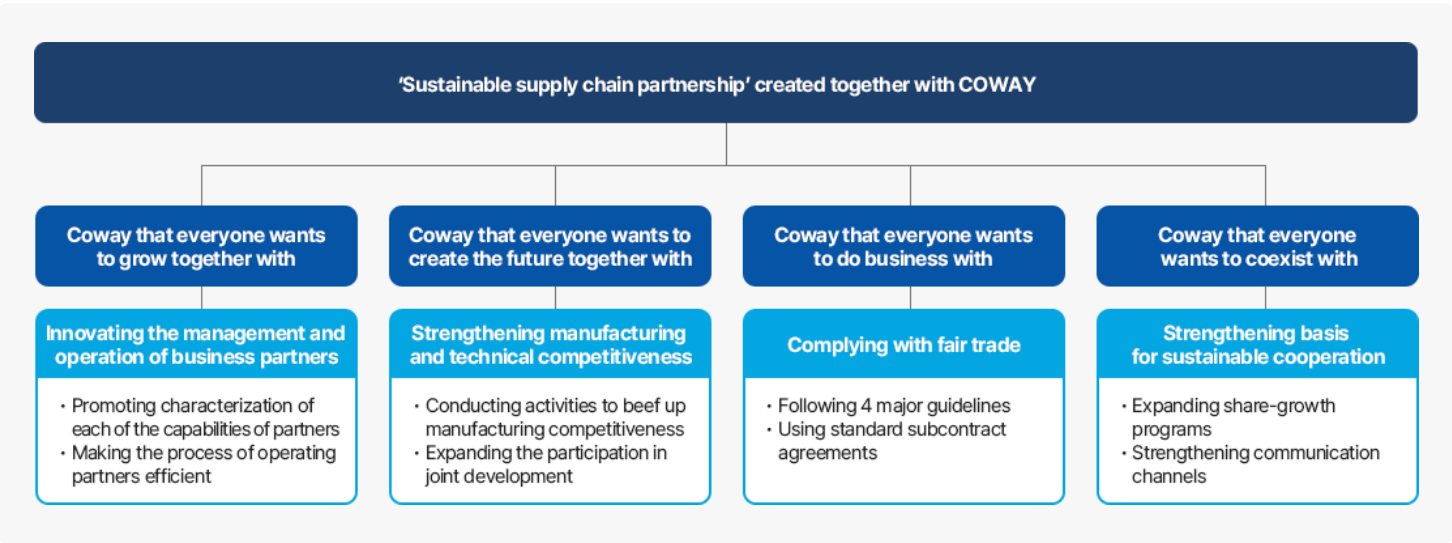 ‘Sustainable supply chain partnership’ created together with COWAY
Coway that everyone wants
to grow together with
Innovating the management and
operation of business partners
· Promoting characterization of
each of the capabilities of partners
· Making the process of operating
partners efficient
Coway that everyone wants to
create the future together with
Strengthening manufacturing
and technical competitiveness
· Conducting activities to beef up
manufacturing competitiveness
· Expanding the participation in
joint development
Coway that everyone wants
to do business with
Complying with fair trade
· Following 4 major guidelines
· Using standard subcontract
agreements
Coway that everyone
wants to coexist with
Strengthening basis
for sustainable cooperation
· Expanding share-growth
programs
· Strengthening communication
channels